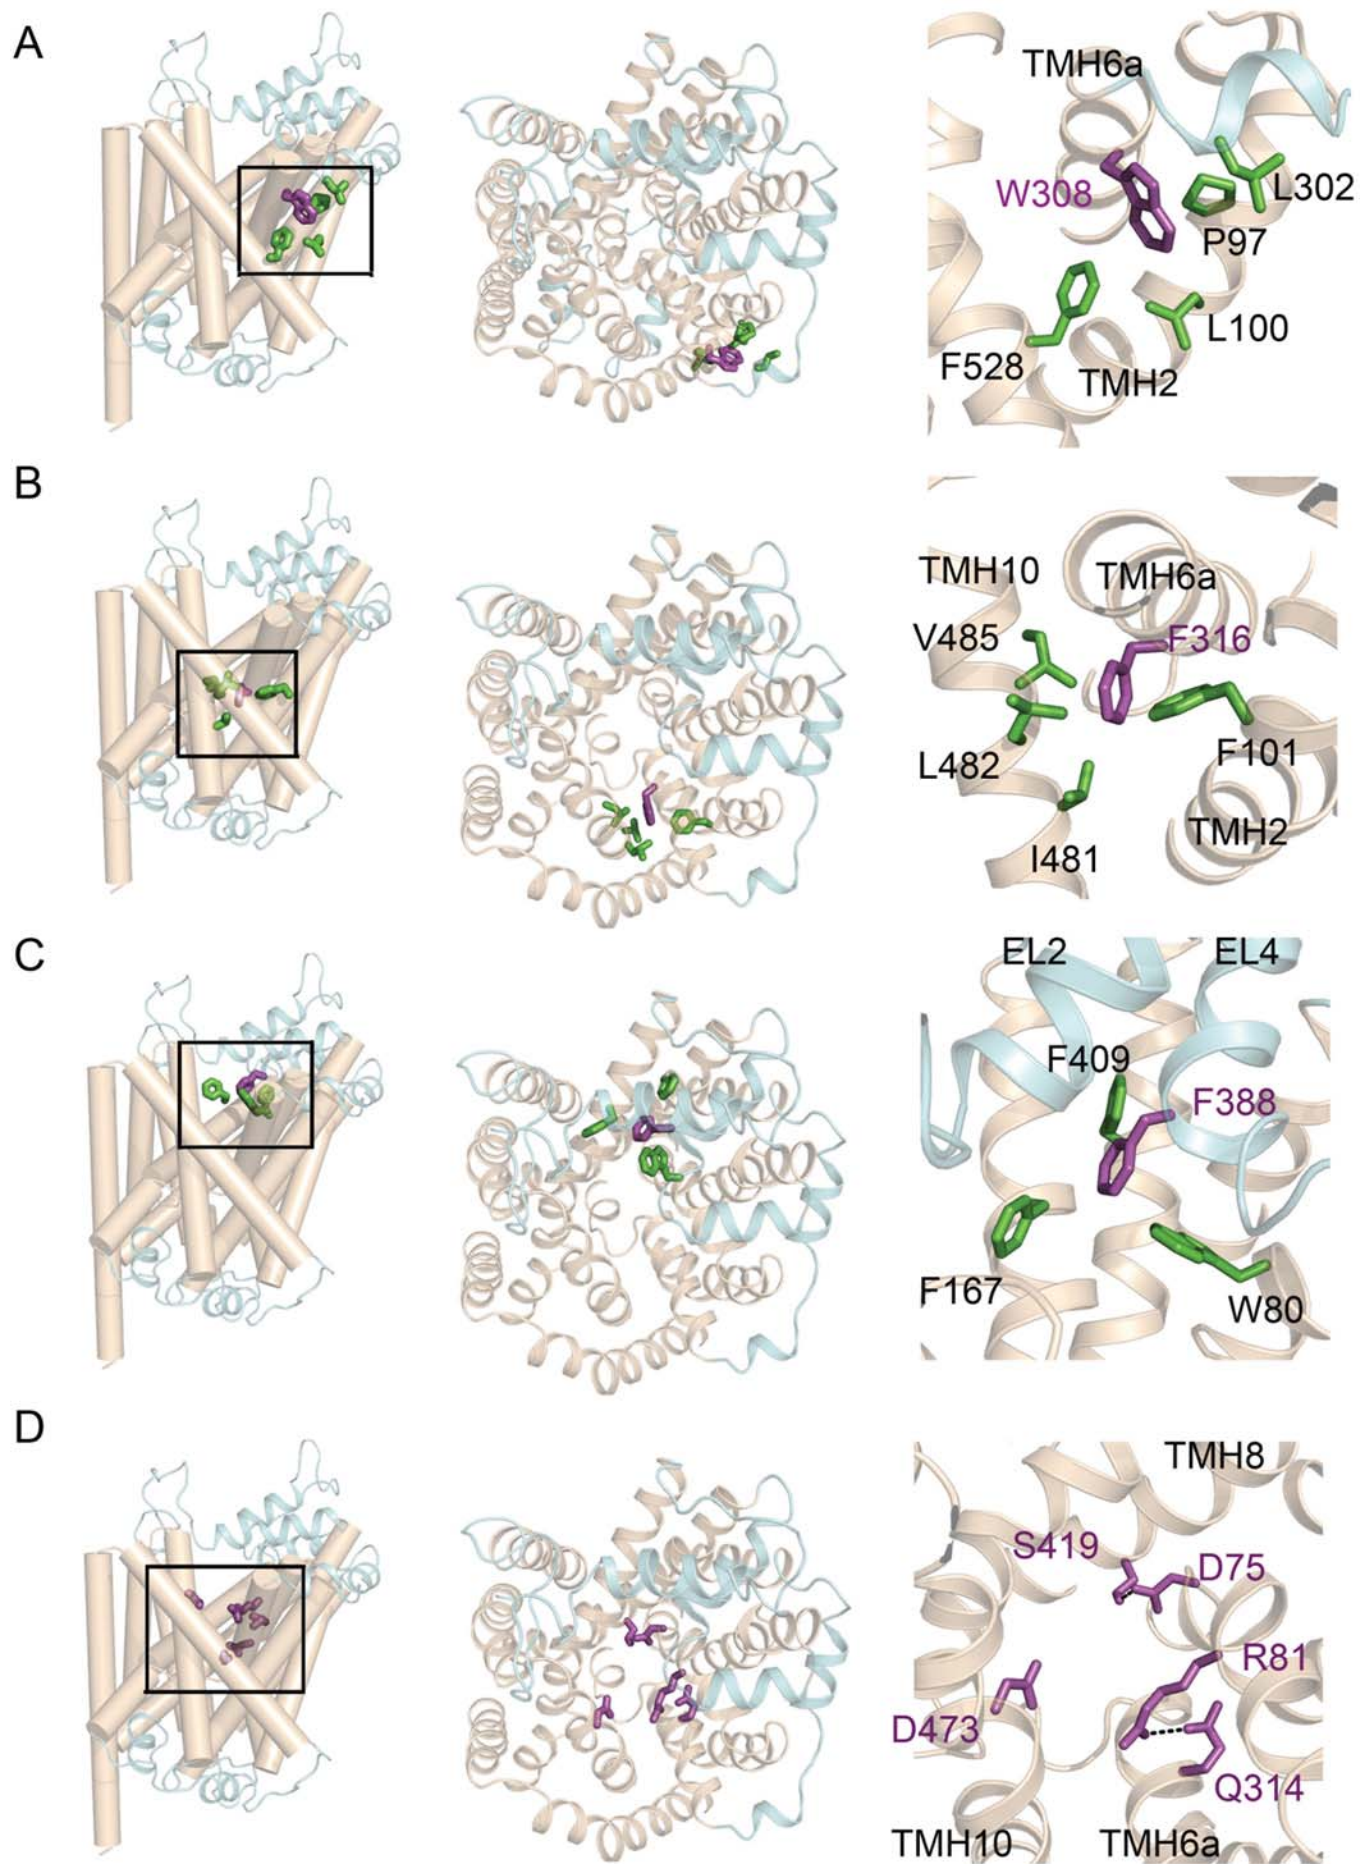 A
TMH6a
W308
L302
P97
L100
F528
TMH2
B
TMH10
TMH6a
V485
F316
L482
F101
TMH2
I481
C
EL2
EL4
F409
F388
F167
W80
D
TMH8
S419
D75
R81
D473
Q314
TMH10
TMH6a